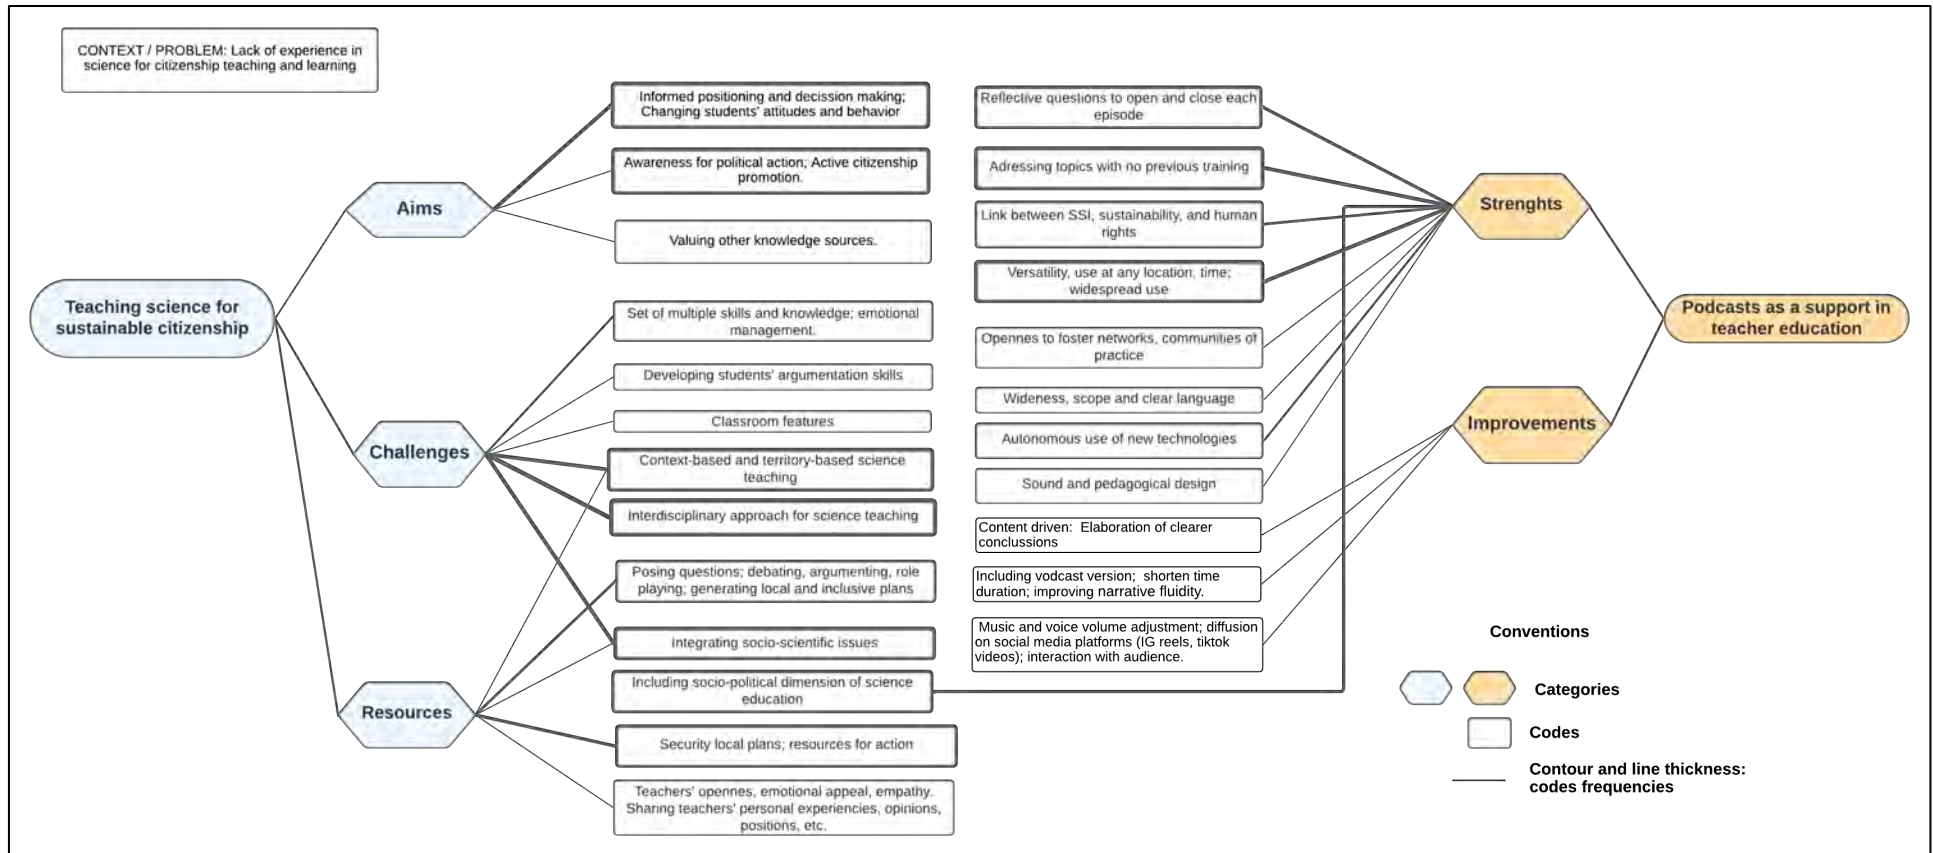 CONTEXT / PROBLEM: Lack of experience in
science for citizenship teaching and learning
Teaching science for
sustainable citizenship
Aims
Challenges
Resources
Informed positioning and decission making;
Changing students' attitudes and behavior
Awareness for political action; Active citizenship
promotion.
Valuing other knowledge sources.
Set of multiple skills and knowledge; emotional
management.
Developing students' argumentation skills
Classroom features
Context-based and territory-based science
teaching
Interdisciplinary approach for science teaching
Posing questions; debating, argumenting, role
playing; generating local and inclusive plans
Integrating socio-scientific issues
Including socio-political dimension of science
education
Security local plans; resources for action
Teachers' opennes, emotional appeal, empathy.
Sharing teachers' personal experiencies, opinions,
positions, etc.
Reflective questions to open and close each
episode
Adressing topics with no previous training
Link between SSI, sustainability, and human
rights
Versatility, use at any location, time;
widespread use
Opennes to foster networks, communities of
practice
Wideness, scope and clear language
Autonomous use of new technologies
Sound and pedagogical design
Content driven: Elaboration of clearer
conclussions
Including vodcast version; shorten time
duration; improving narrative fluidity.
Music and voice volume adjustment; diffusion
on social media platforms (IG reels, tiktok
videos); interaction with audience.
Strenghts
Improvements
Podcasts as a support in
teacher education
Conventions
Categories
Codes
Contour and line thickness:
codes frequencies